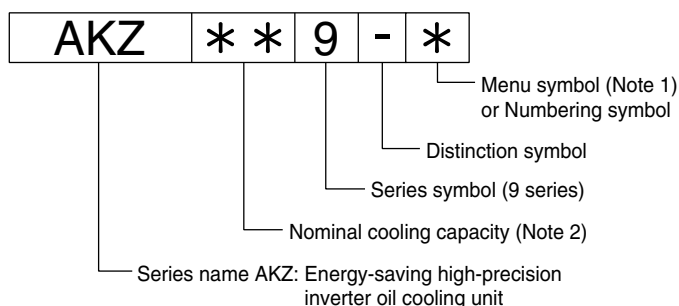 AKZ ** 9 - *
Menu symbol (Note 1)
or Numbering symbol
Distinction symbol
Series symbol (9 series)
Nominal cooling capacity (Note 2)
Series name AKZ: Energy-saving high-precision
inverter oil cooling unit